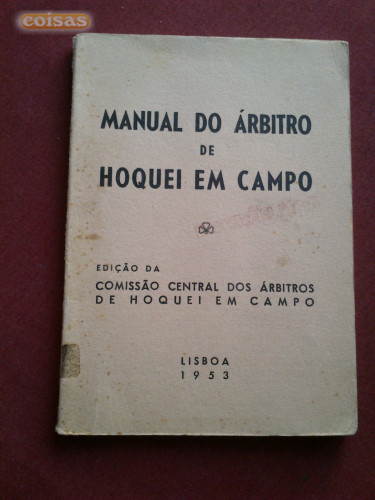 coisas
MANUAL DO ÁRBITRO
DE
HOQUEI EM CAMPO
EDIÇÃO DA
COMISSÃO CENTRAL DOS ÁRBITROS
DE HOQUEI EM CAMPO
LISBOA
1953